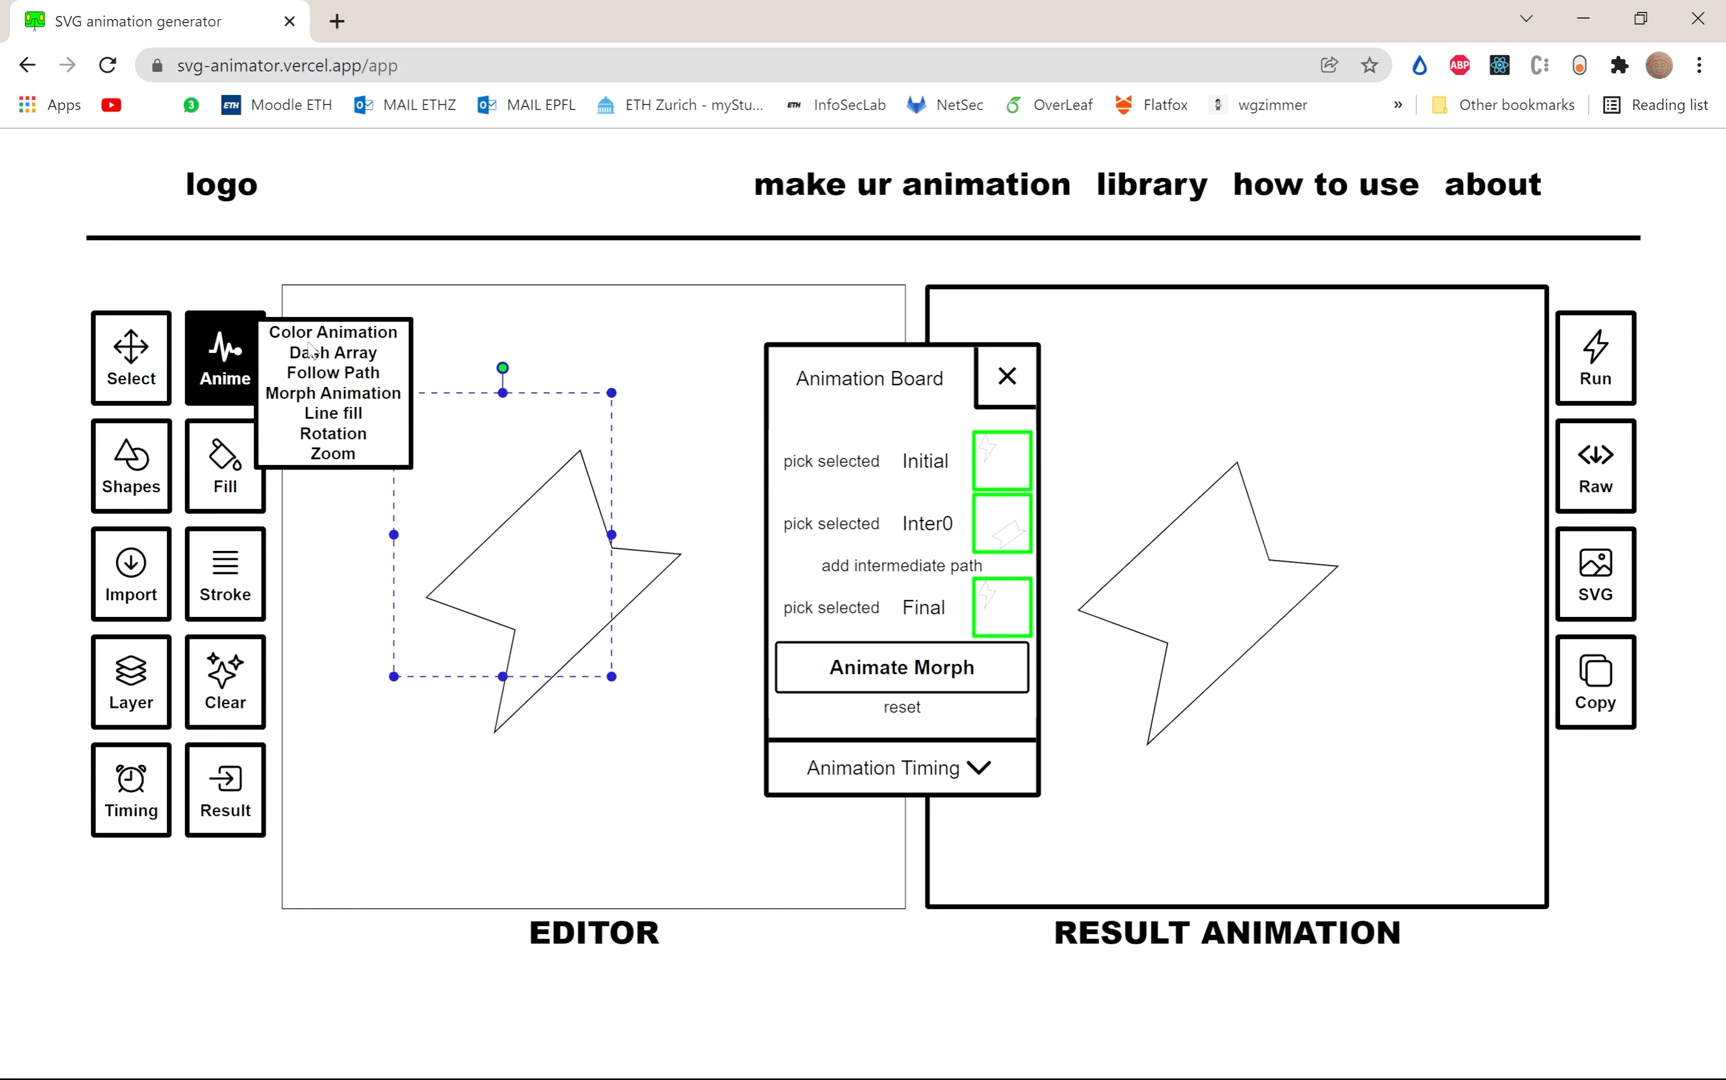 SVG animation generator
svg-animator.vercel.app/app
ABP
Apps
3
ETH Moodle ETH
MAIL ETHZ
MAIL EPFL
ETH Zurich - myStu...
ETH InfoSecLab
NetSec
OverLeaf
Flatfox
wgzimmer
»
Other bookmarks
Reading list
logo
make ur animation library how to use about
Select
Anime
Color Animation
Dash Array
Follow Path
Morph Animation
Line fill
Rotation
Zoom
Shapes
Fill
Import
Stroke
Layer
Clear
Timing
Result
Animation Board
pick selected Initial
pick selected Inter0
add intermediate path
pick selected Final
Animate Morph
reset
Animation Timing
Run
Raw
SVG
Copy
EDITOR
RESULT ANIMATION